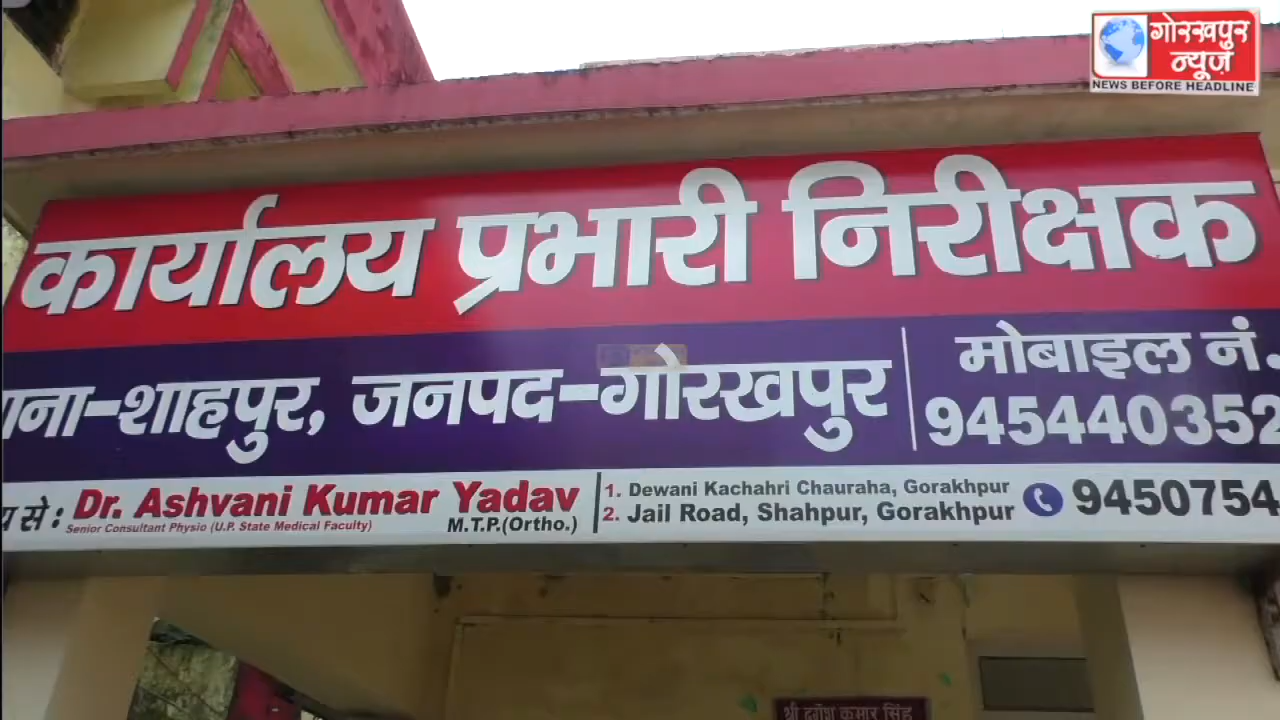 गोरखपुर
न्यूज़
NEWS BEFORE HEADLINE
कार्यालय प्रभारी निरीक्षक
ाना-शाहपुर, जनपद-गोरखपुर
मोबाइल नं.
945440352
य से : Dr. Ashvani Kumar Yadav
Senior Consultant Physio (U.P. State Medical Faculty)
M.T.P.(Ortho.)
1. Dewani Kachahri Chauraha, Gorakhpur
2. Jail Road, Shahpur, Gorakhpur
9450754
श्री दुर्गेश कुमार सिंह